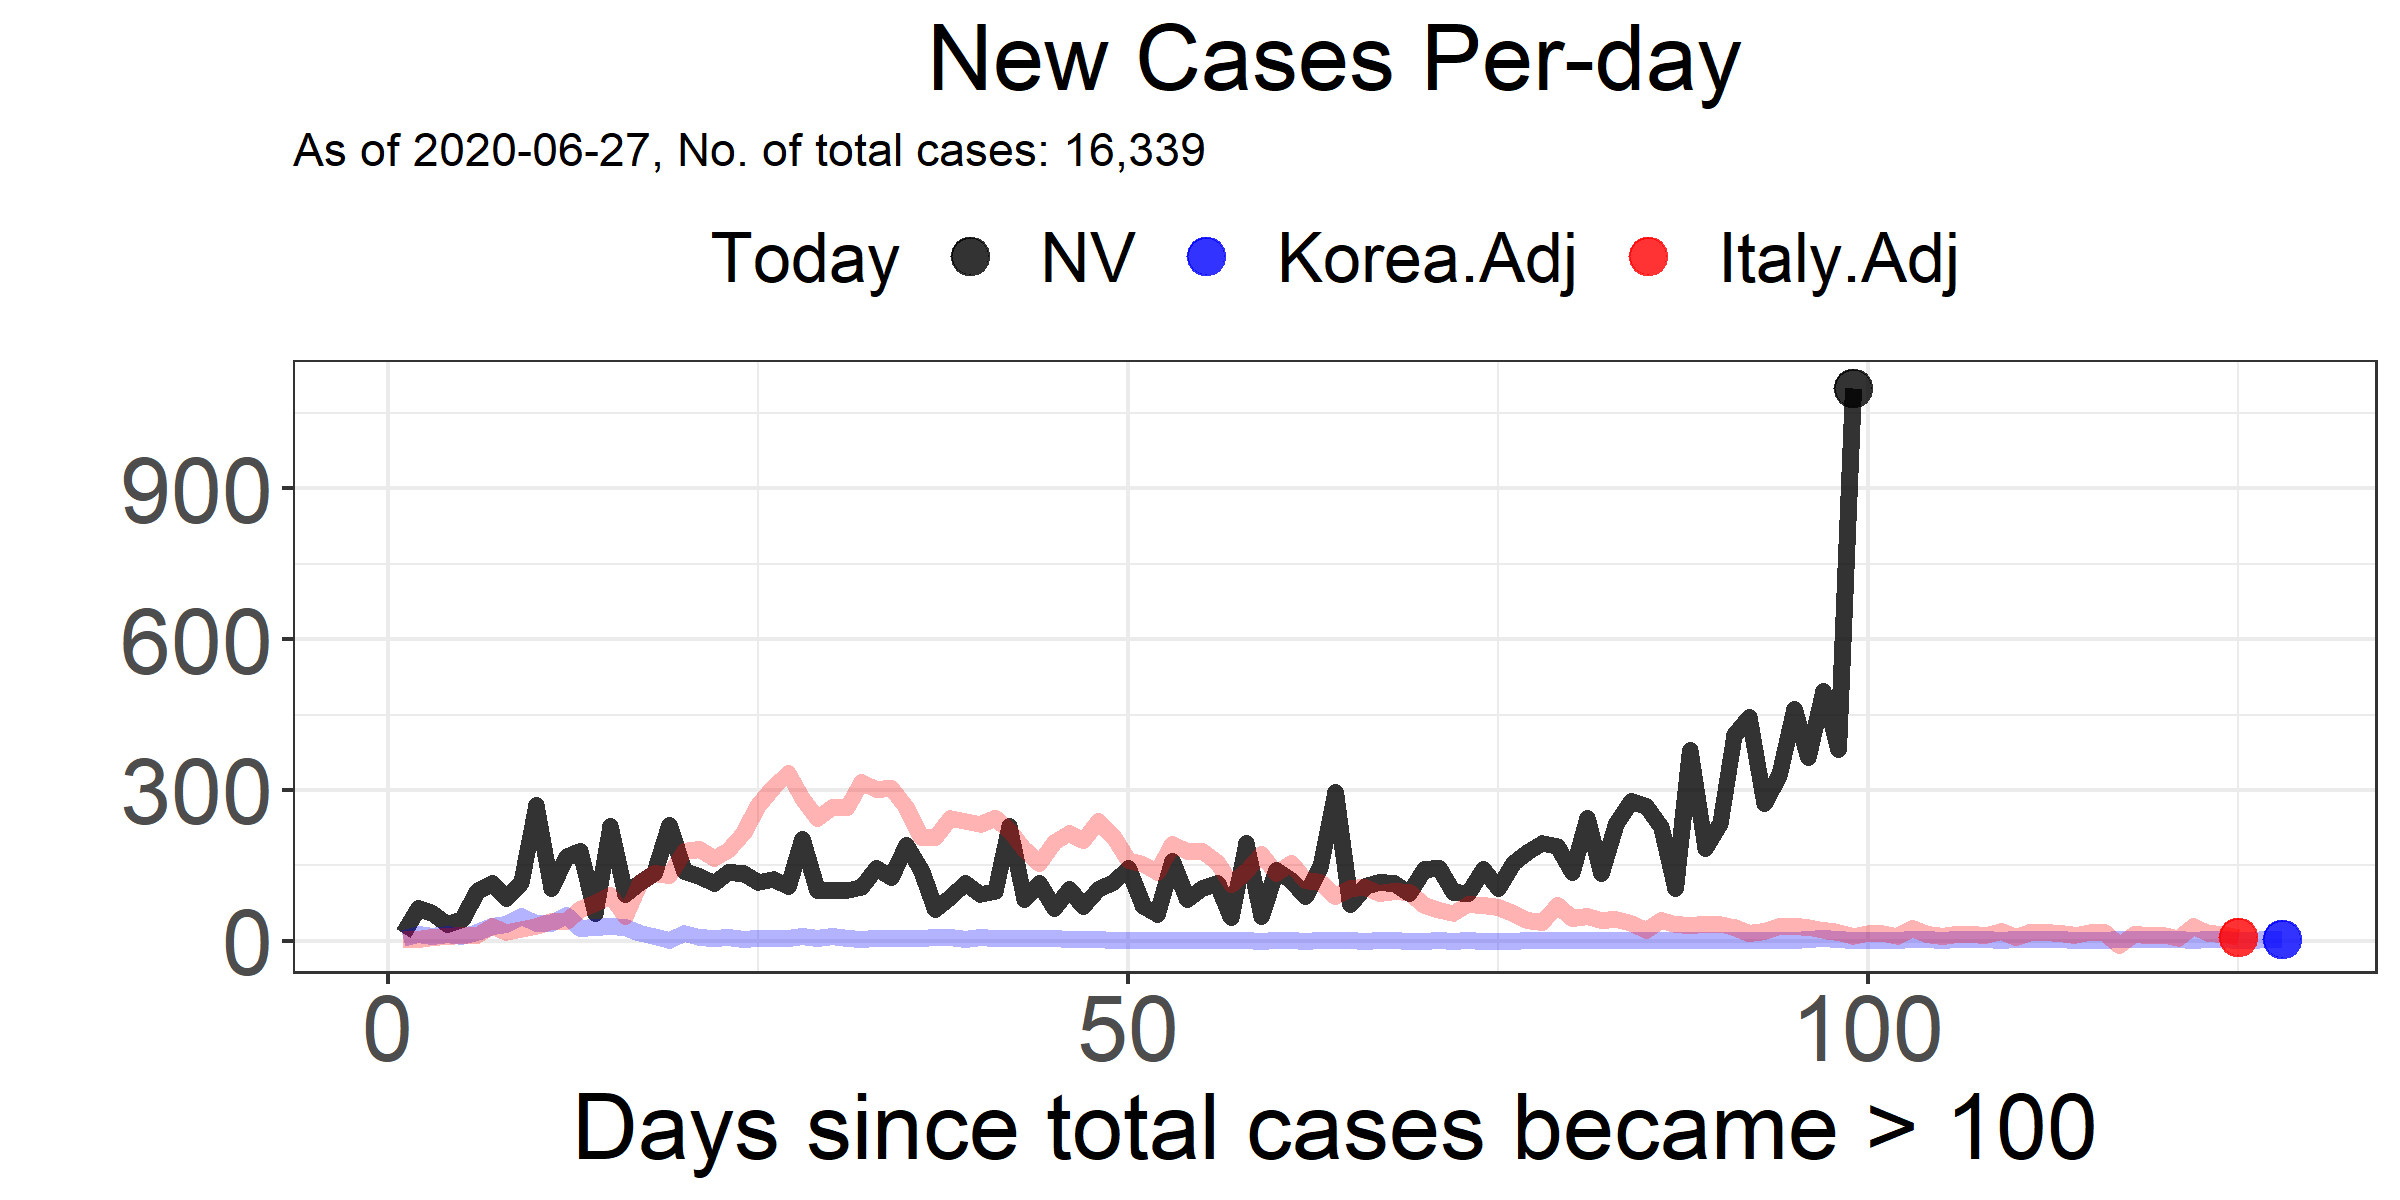 New Cases Per-day
As of 2020-06-27, No. of total cases: 16,339
Today NV Korea.Adj Italy.Adj
900
600
300
0
0 50 100
Days since total cases became > 100